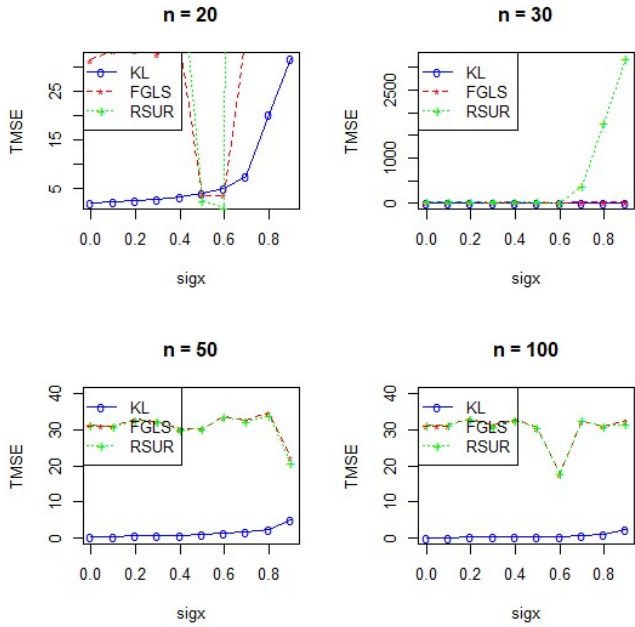 n = 20
TMSE
25
15
5
KL
FGLS
RSUR
0.0 0.2 0.4 0.6 0.8
sigx
n = 30
TMSE
2500
1000
0
KL
FGLS
RSUR
0.0 0.2 0.4 0.6 0.8
sigx
n = 50
TMSE
40
30
20
10
0
KL
FGLS
RSUR
0.0 0.2 0.4 0.6 0.8
sigx
n = 100
TMSE
40
30
20
10
0
KL
FGLS
RSUR
0.0 0.2 0.4 0.6 0.8
sigx